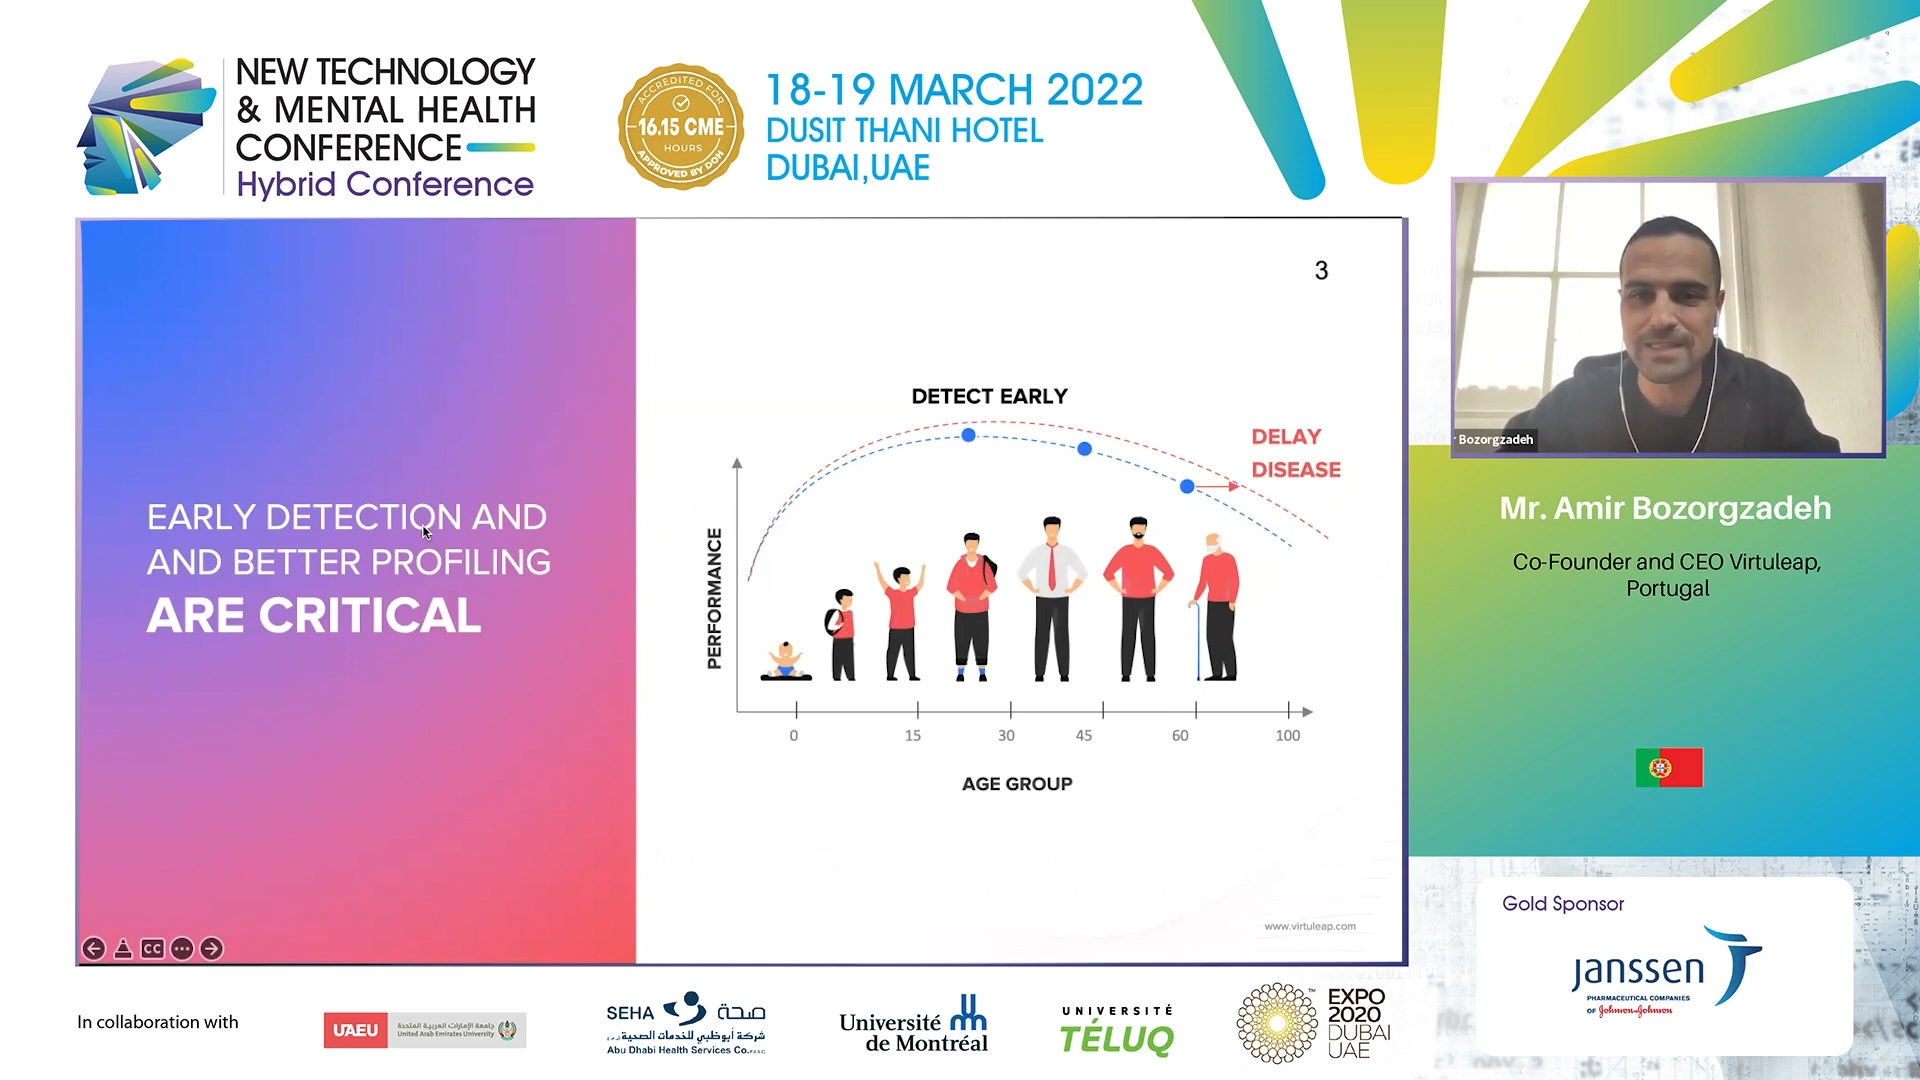 NEW TECHNOLOGY
& MENTAL HEALTH
CONFERENCE
Hybrid Conference
ACCREDITED FOR
16.15 CME
HOURS
APPROVED BY DOH
18-19 MARCH 2022
DUSIT THANI HOTEL
DUBAI,UAE
EARLY DETECTION AND
AND BETTER PROFILING
ARE CRITICAL
3
DETECT EARLY
DELAY
DISEASE
PERFORMANCE
0 15 30 45 60 100
AGE GROUP
www.virtuleap.com
CC
Bozorgzadeh
Mr. Amir Bozorgzadeh
Co-Founder and CEO Virtuleap,
Portugal
Gold Sponsor
janssen
PHARMACEUTICAL COMPANIES
OF Johnson & Johnson
In collaboration with
UAEU
جامعة الإمارات العربية المتحدة
United Arab Emirates University
SEHA صحة
شركة أبوظبي للخدمات الصحية
Abu Dhabi Health Services Co.
Université
de Montréal
UNIVERSITÉ
TÉLUQ
EXPO
2020
DUBAI
UAE
TM